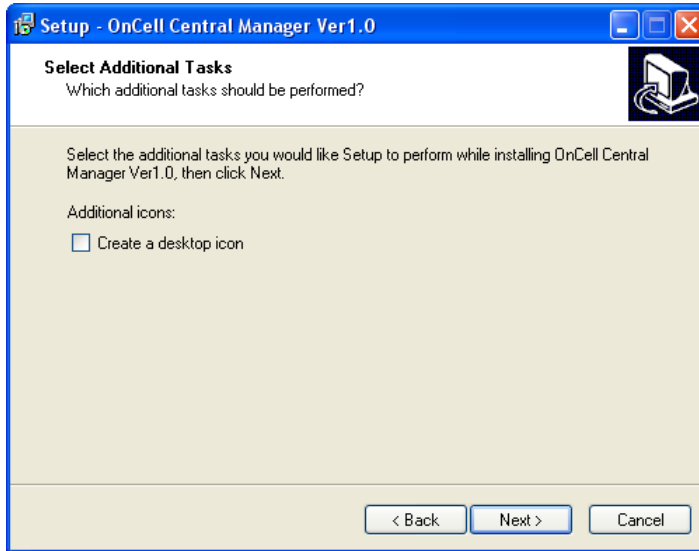 Setup - OnCell Central Manager Ver1.0
Select Additional Tasks
Which additional tasks should be performed?
Select the additional tasks you would like Setup to perform while installing OnCell Central
Manager Ver1.0, then click Next.
Additional icons:
Create a desktop icon
< Back Next > Cancel